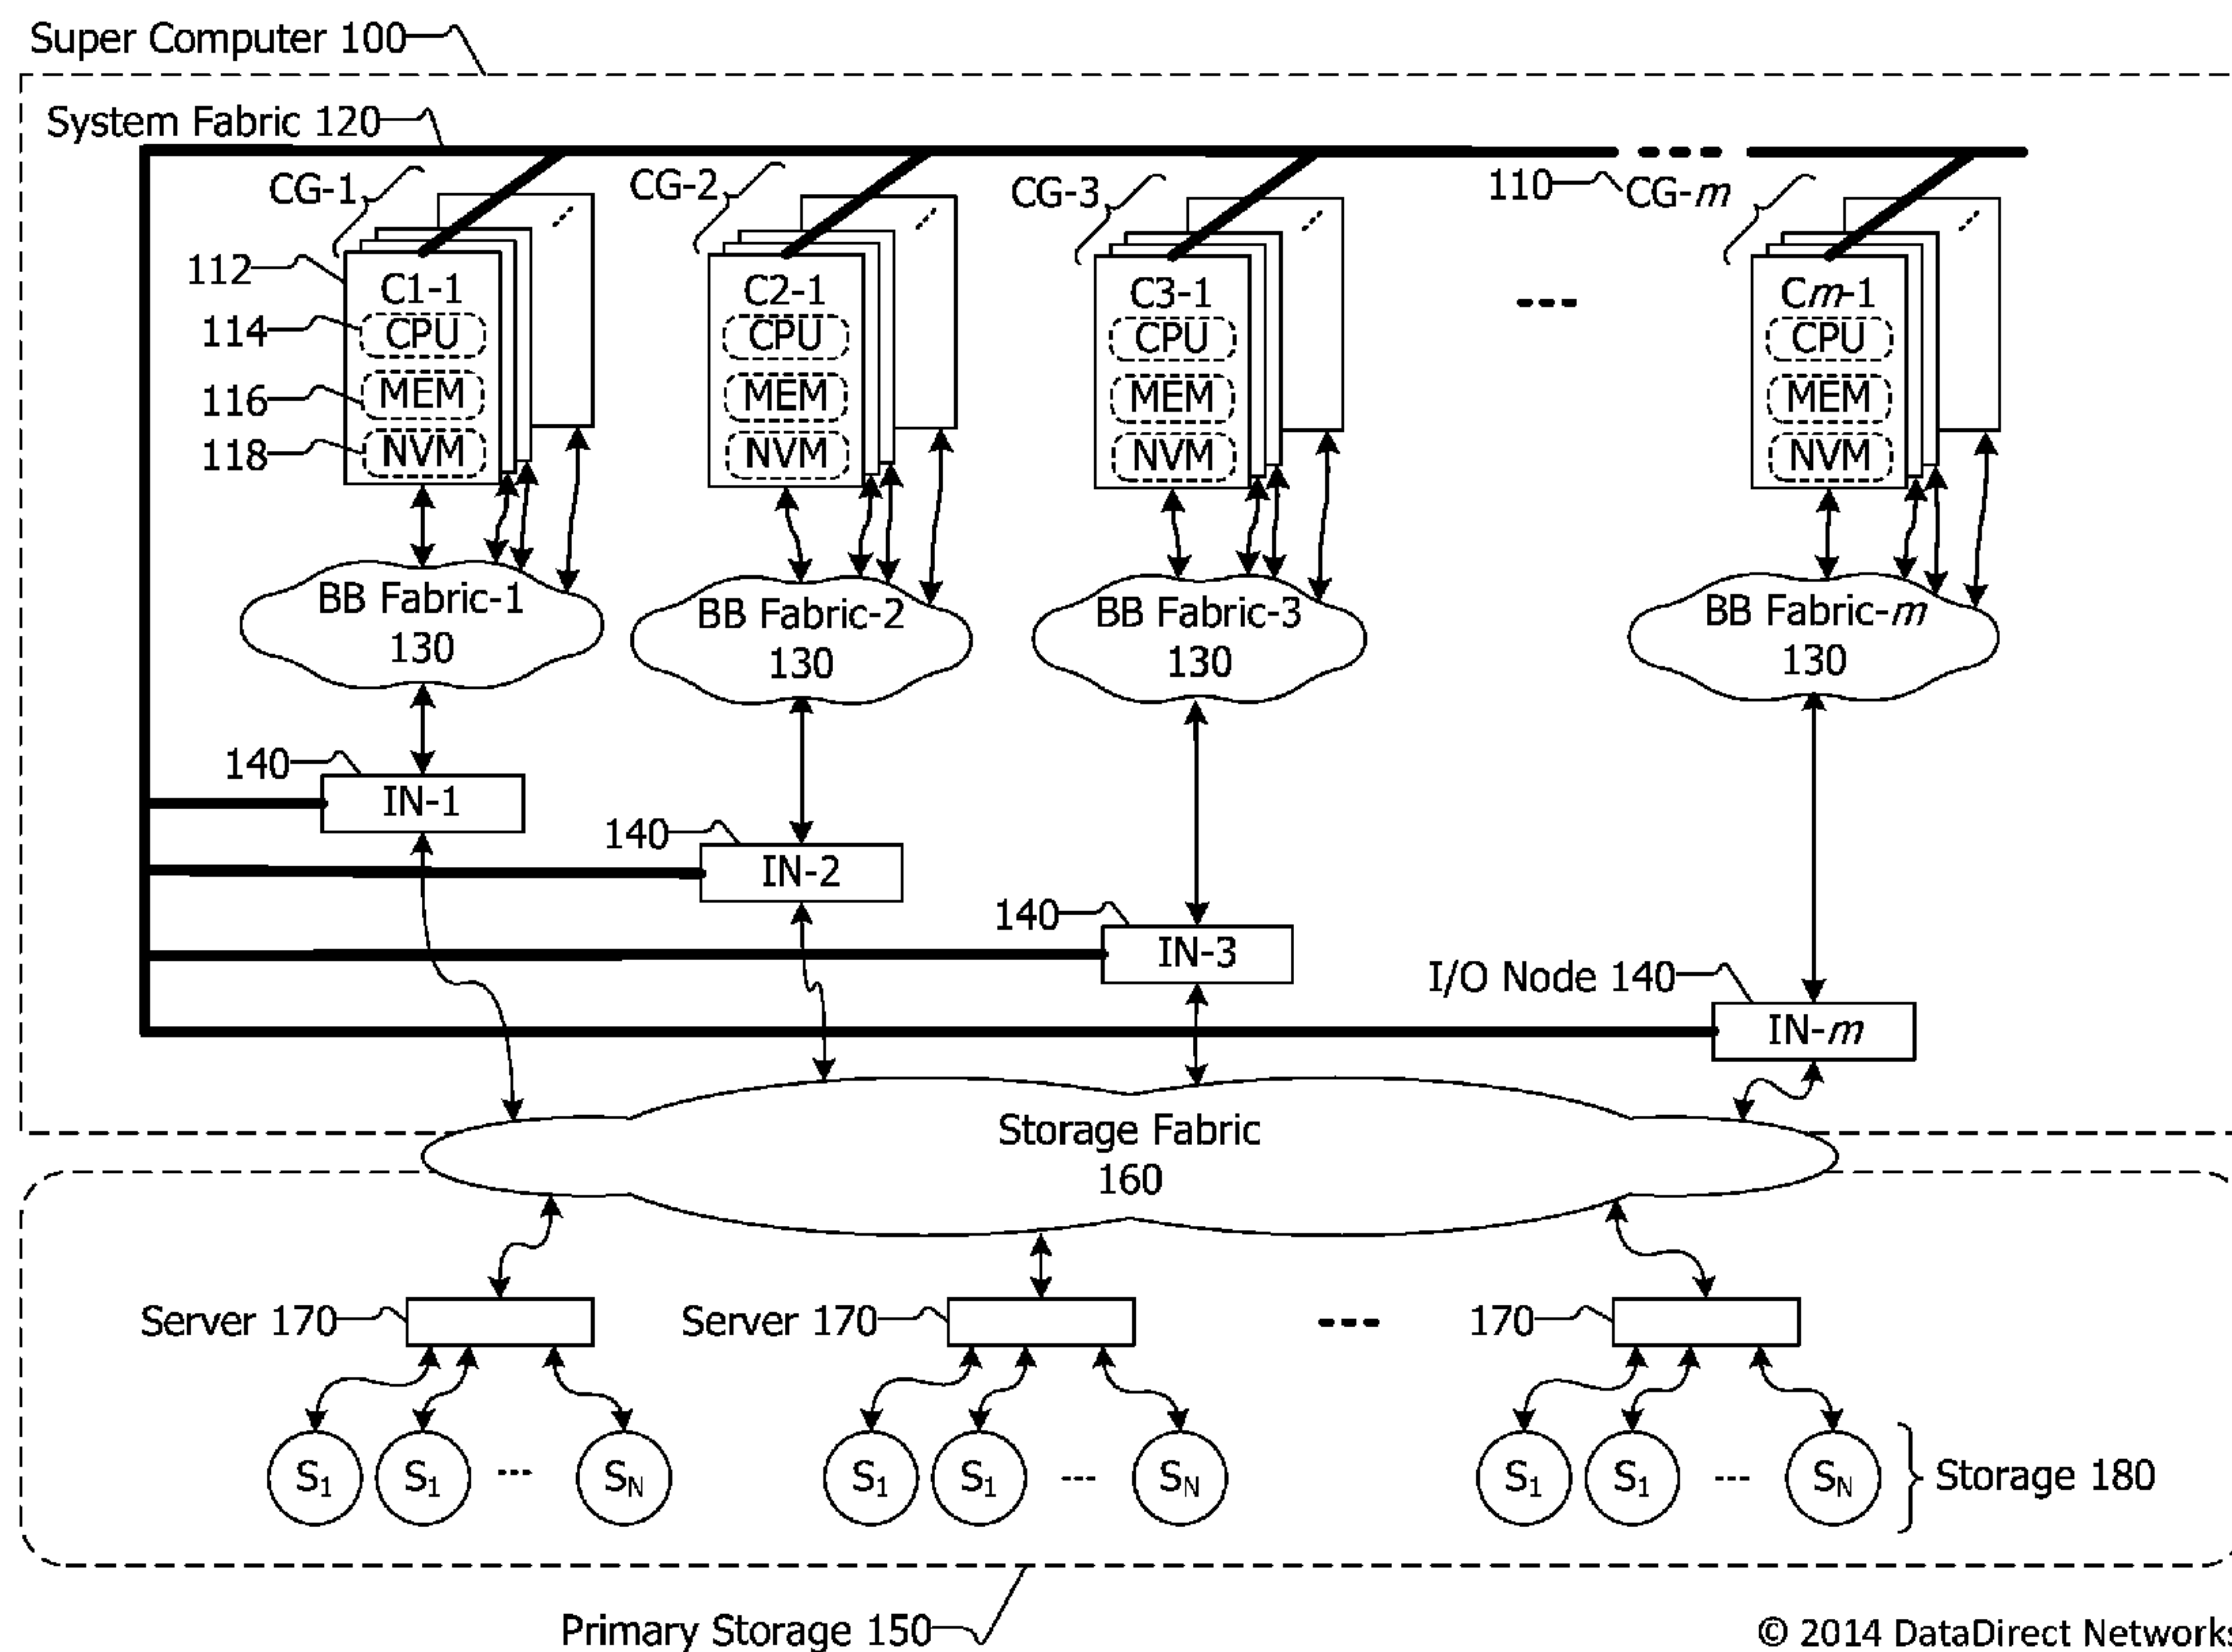 Super Computer 100
System Fabric 120
CG-1
CG-2
CG-3
110
CG-m
112
C1-1
C2-1
C3-1
Cm-1
114
CPU
CPU
CPU
CPU
116
MEM
MEM
MEM
MEM
118
NVM
NVM
NVM
NVM
BB Fabric-1
130
BB Fabric-2
130
BB Fabric-3
130
BB Fabric-m
130
140
IN-1
140
IN-2
140
IN-3
I/O Node 140
IN-m
Storage Fabric
160
Server 170
Server 170
170
S1 S1 ... SN
S1 S1 ... SN
S1 S1 ... SN
Storage 180
Primary Storage 150
© 2014 DataDirect Networks